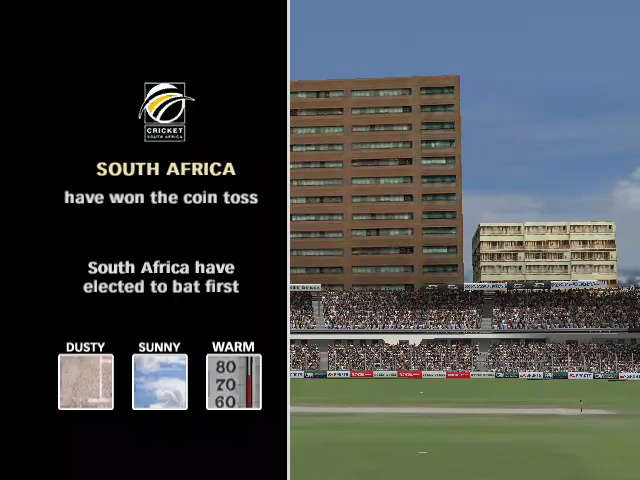 CRICKET
SOUTH AFRICA
SOUTH AFRICA
have won the coin toss
South Africa have
elected to bat first
DUSTY
SUNNY
WARM
80
70
60